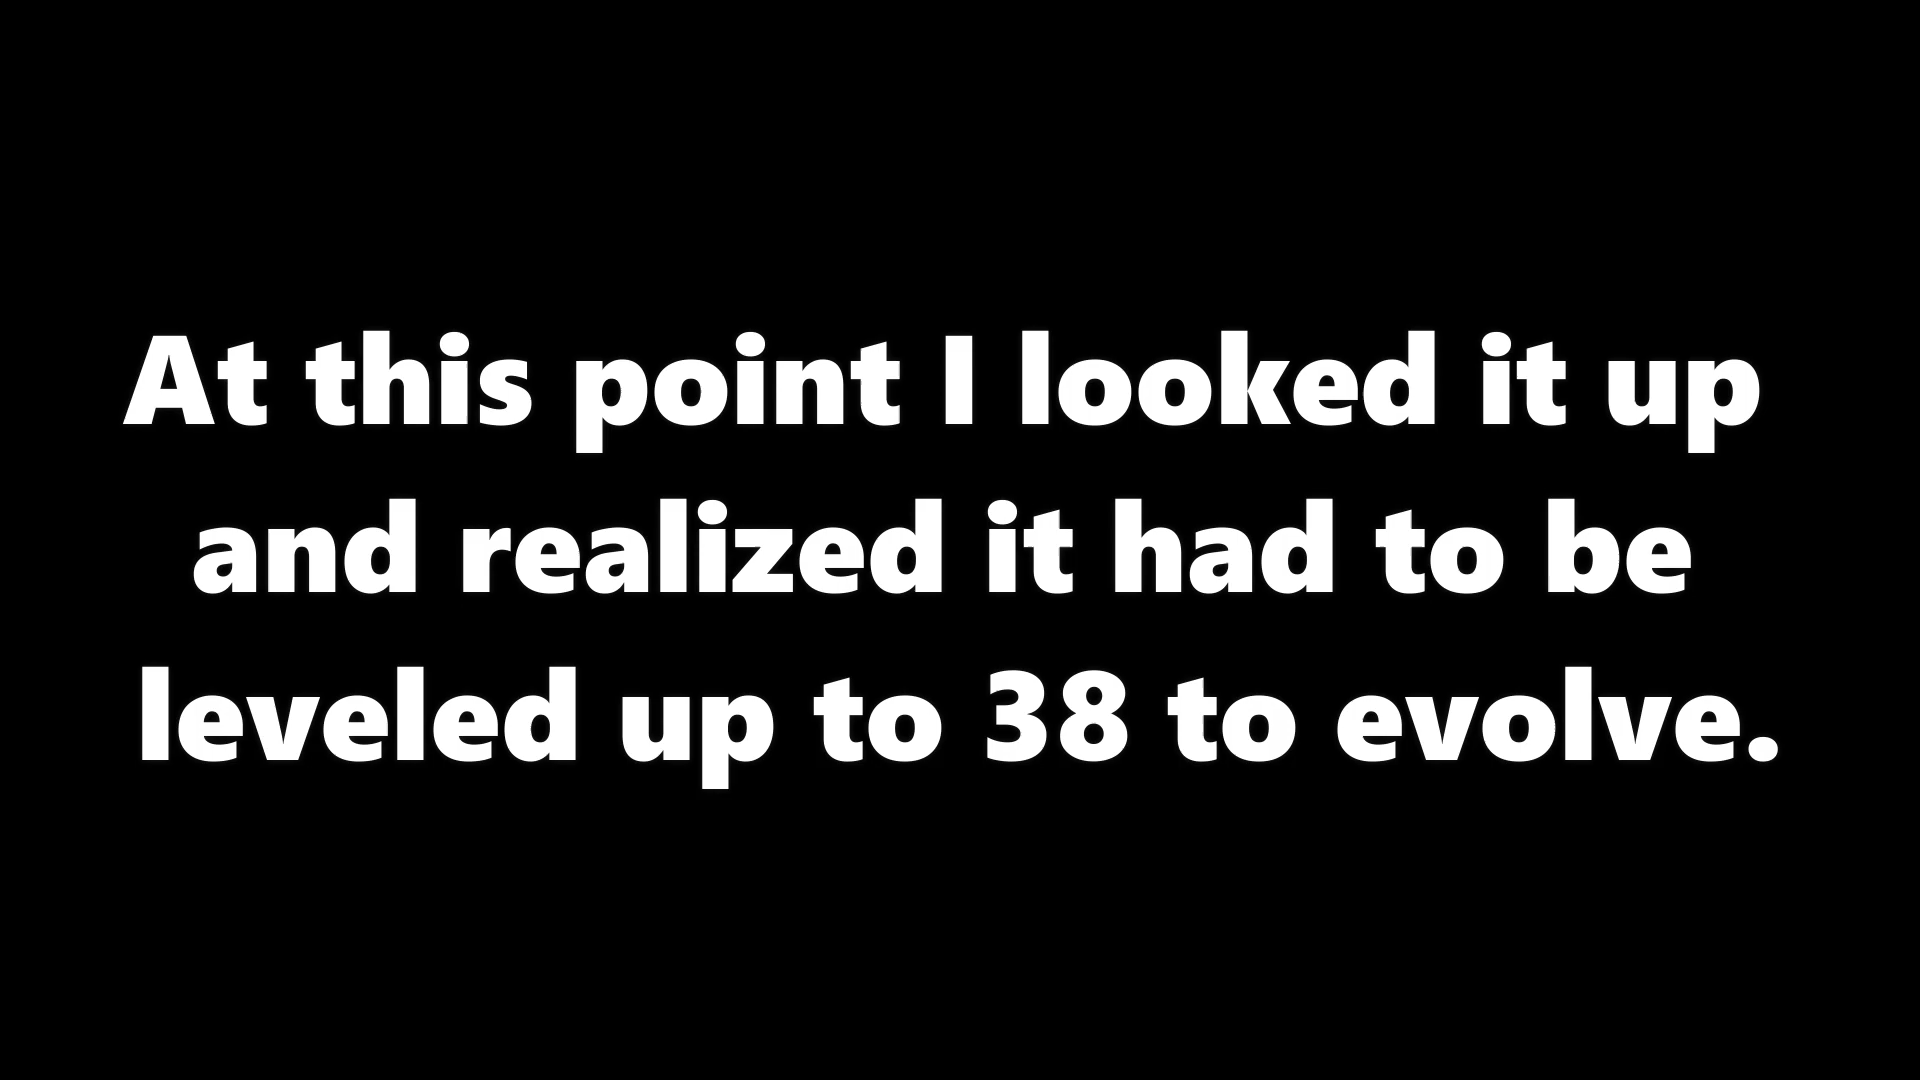 At this point I looked it up
and realized it had to be
leveled up to 38 to evolve.